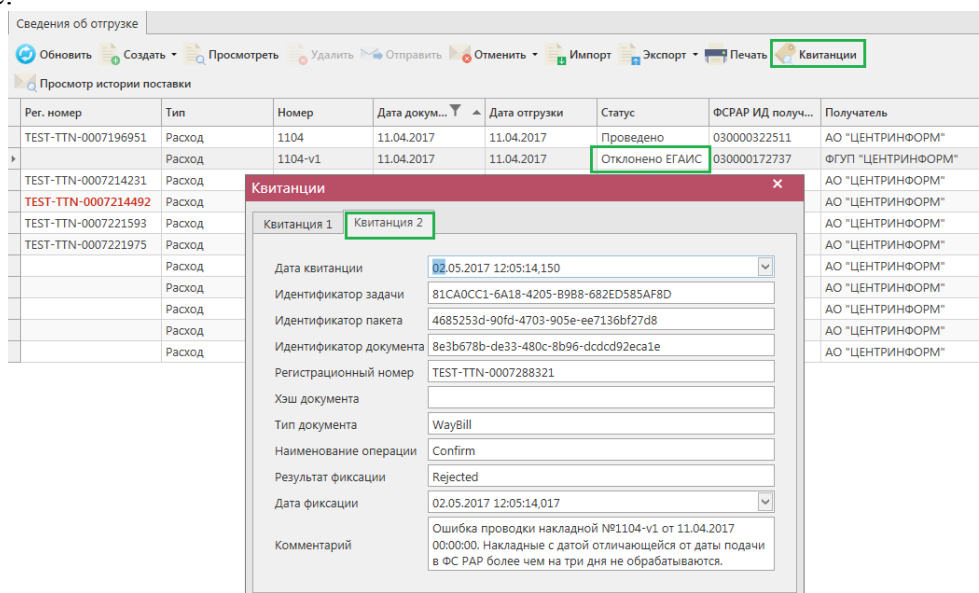 Сведения об отгрузке
Обновить Создать Просмотреть Удалить Отправить Отменить Импорт Экспорт Печать Квитанции
Просмотр истории поставки
Рег. номер Тип Номер Дата докум... Дата отгрузки Статус ФСРАР ИД получ... Получатель
TEST-TTN-0007196951 Расход 1104 11.04.2017 11.04.2017 Проведено 030000322511 АО "ЦЕНТРИНФОРМ"
Расход 1104-v1 11.04.2017 11.04.2017 Отклонено ЕГАИС 030000172737 ФГУП "ЦЕНТРИНФОРМ"
TEST-TTN-0007214231 Расход АО "ЦЕНТРИНФОРМ"
TEST-TTN-0007214492 Расход АО "ЦЕНТРИНФОРМ"
TEST-TTN-0007221593 Расход АО "ЦЕНТРИНФОРМ"
TEST-TTN-0007221975 Расход АО "ЦЕНТРИНФОРМ"
Расход АО "ЦЕНТРИНФОРМ"
Расход АО "ЦЕНТРИНФОРМ"
Расход АО "ЦЕНТРИНФОРМ"
Расход АО "ЦЕНТРИНФОРМ"
Расход АО "ЦЕНТРИНФОРМ"
Квитанции
Квитанция 1 Квитанция 2
Дата квитанции 02.05.2017 12:05:14,150
Идентификатор задачи 81CA0CC1-6A18-4205-B9B8-682ED585AF8D
Идентификатор пакета 4685253d-90fd-4703-905e-ee7136bf27d8
Идентификатор документа 8e3b678b-de33-480c-8b96-dcdcd92eca1e
Регистрационный номер TEST-TTN-0007288321
Хэш документа
Тип документа WayBill
Наименование операции Confirm
Результат фиксации Rejected
Дата фиксации 02.05.2017 12:05:14,017
Комментарий
Ошибка проводки накладной №1104-v1 от 11.04.2017
00:00:00. Накладные с датой отличающейся от даты подачи
в ФС РАР более чем на три дня не обрабатываются.